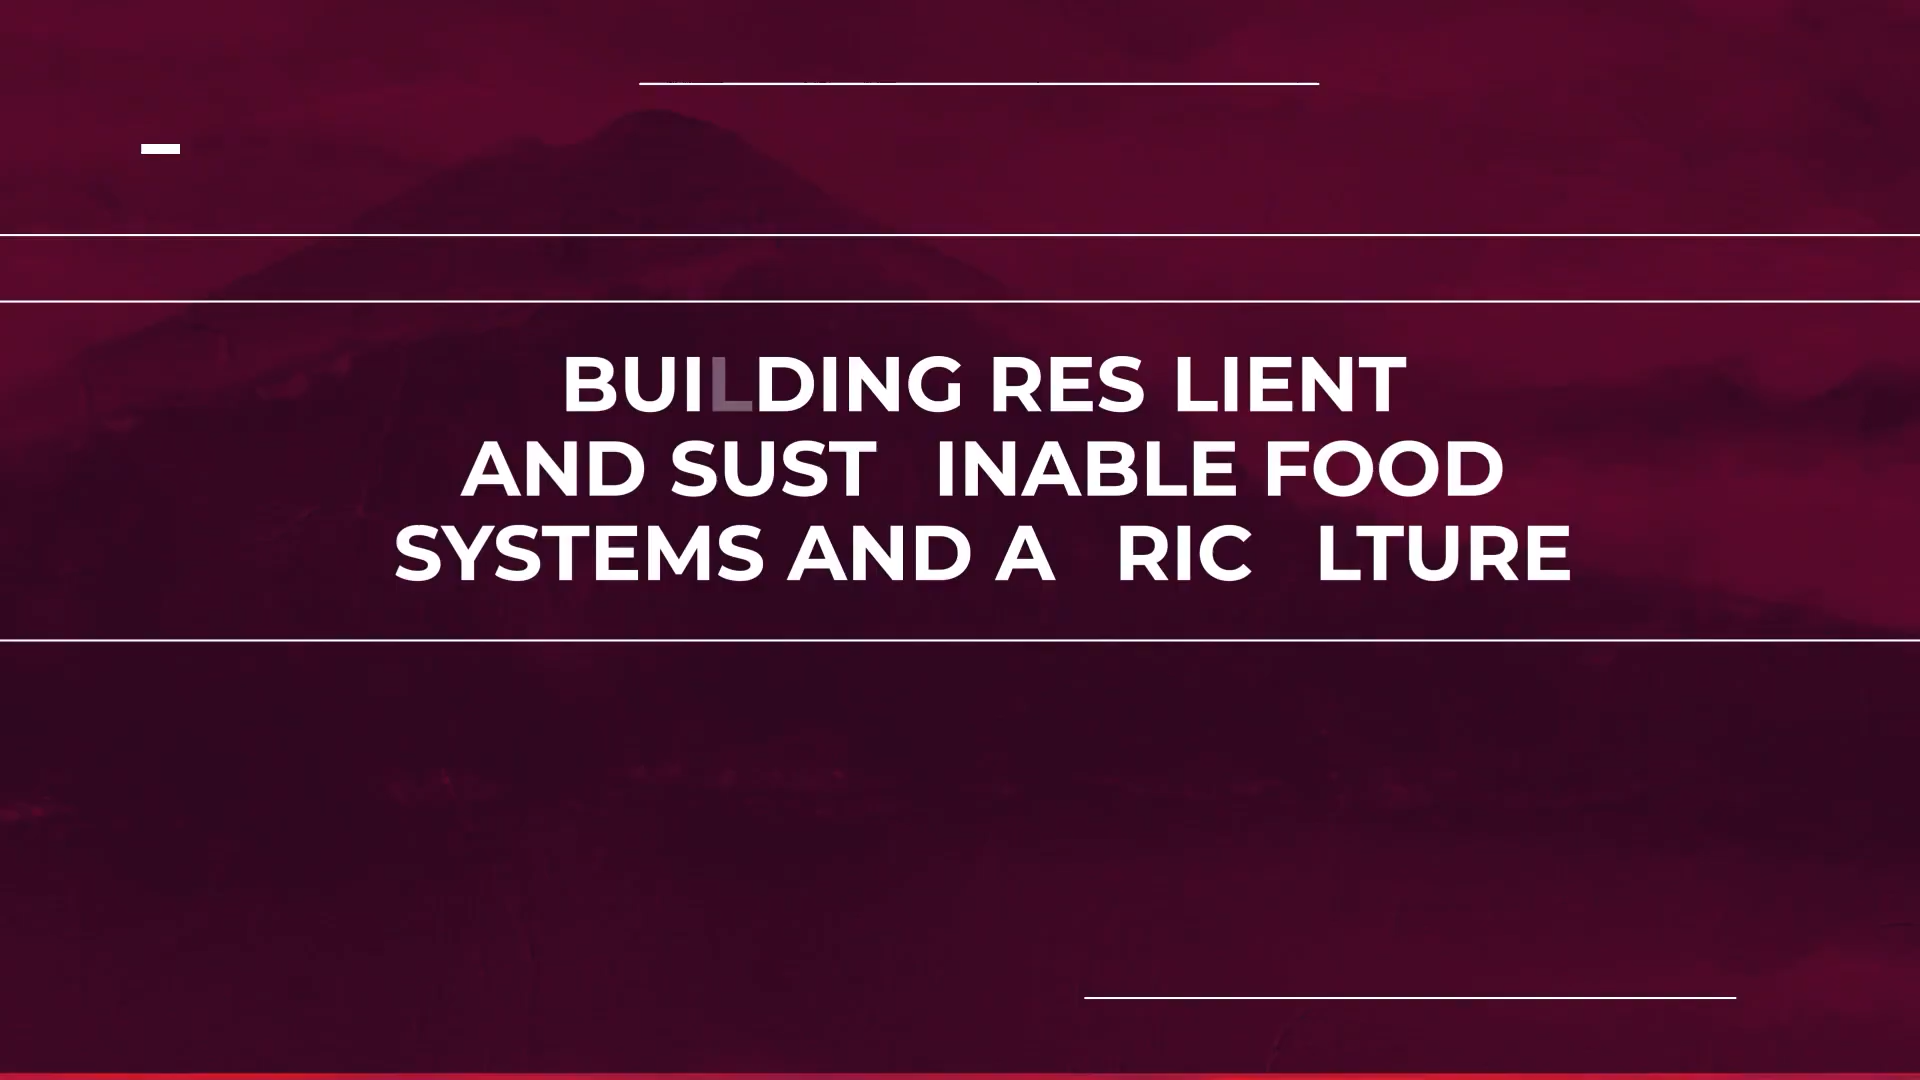 BUILDING RES LIENT
AND SUST INABLE FOOD
SYSTEMS AND A RIC LTURE